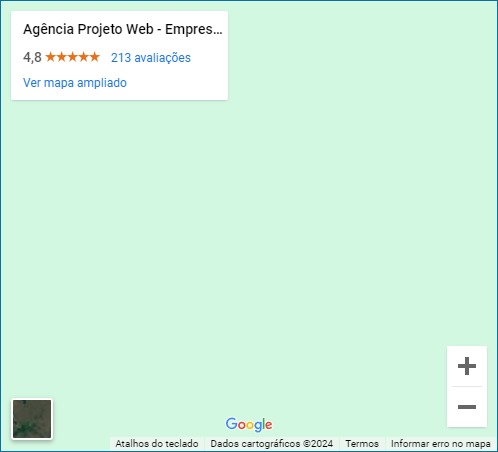 Agência Projeto Web - Empres...
4,8 ★★★★★ 213 avaliações
Ver mapa ampliado
Google
Atalhos do teclado Dados cartográficos ©2024 Termos Informar erro no mapa